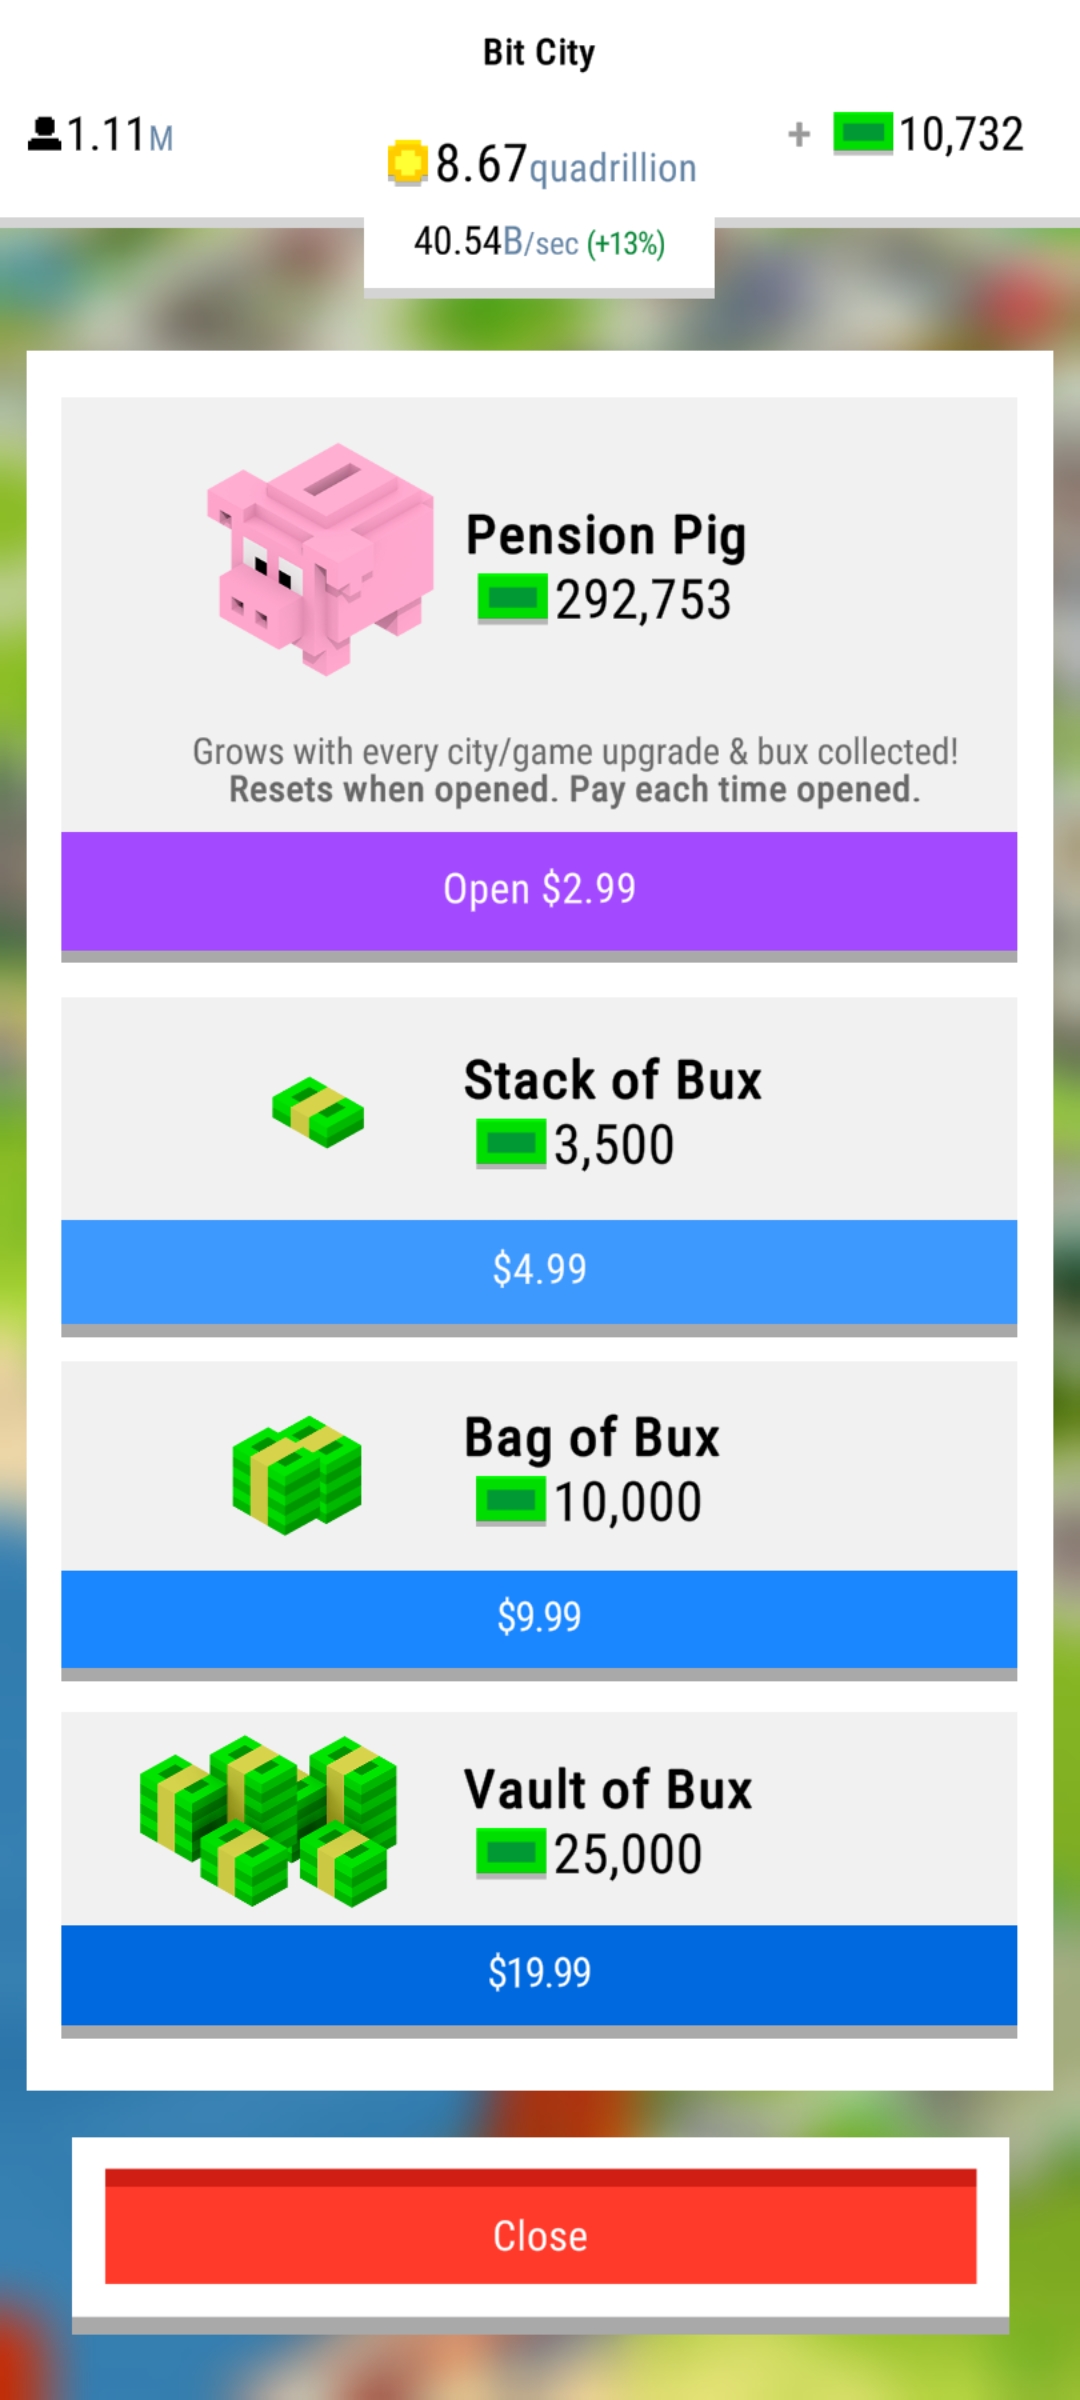 Bit City
1.11M
8.67quadrillion
+ 10,732
40.54B/sec (+13%)
Pension Pig
292,753
Grows with every city/game upgrade & bux collected!
Resets when opened. Pay each time opened.
Open $2.99
Stack of Bux
3,500
$4.99
Bag of Bux
10,000
$9.99
Vault of Bux
25,000
$19.99
Close